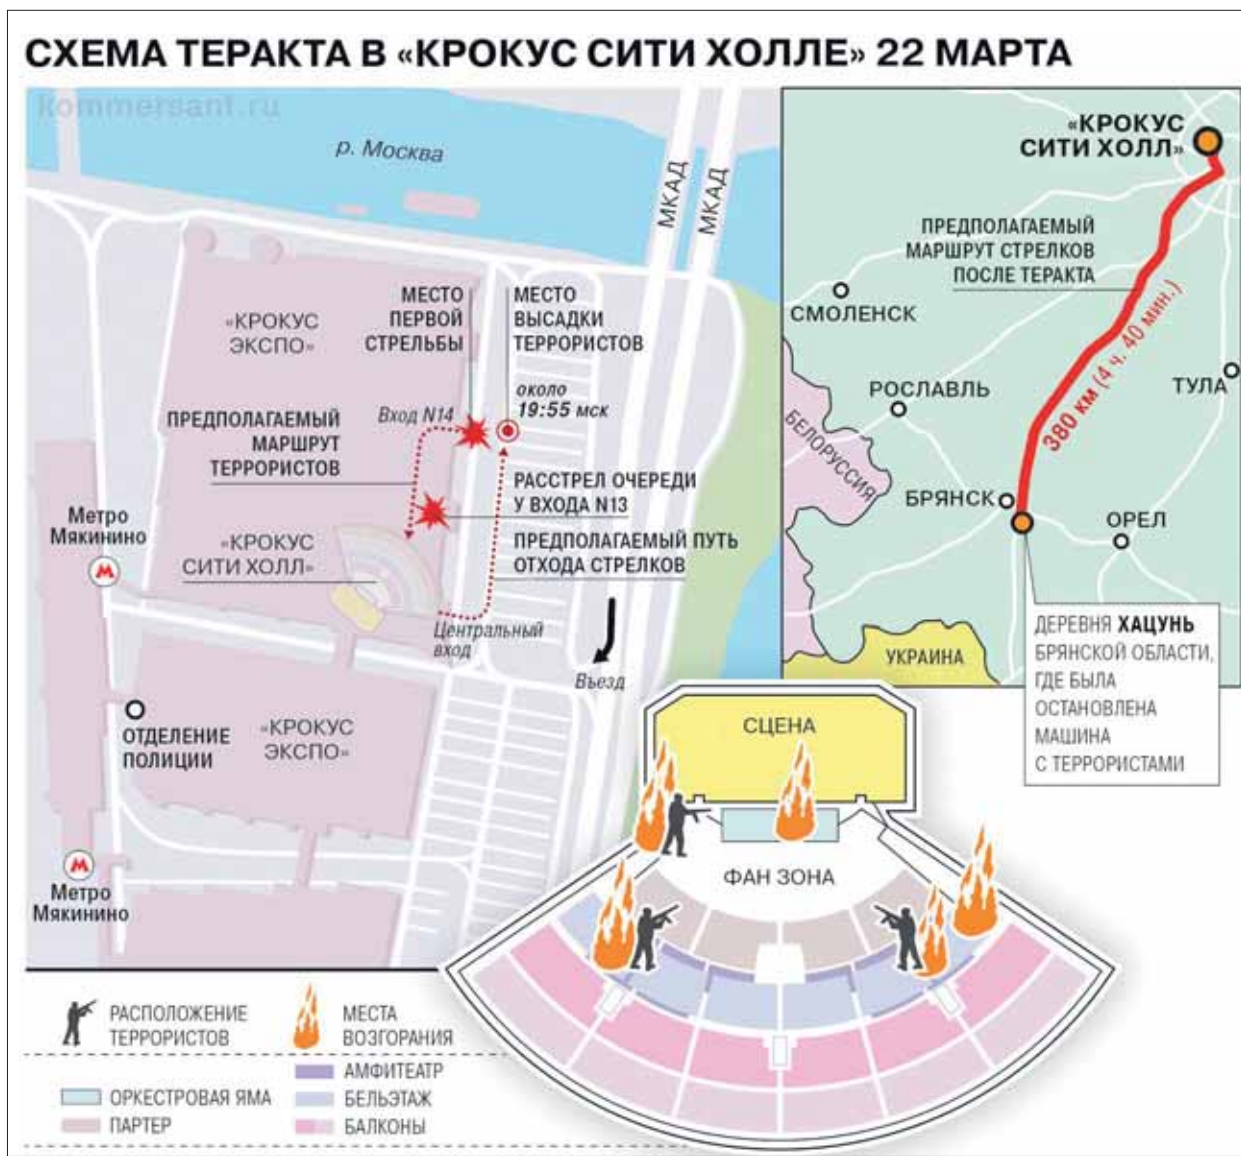 СХЕМА ТЕРАКТА В «КРОКУС СИТИ ХОЛЛЕ» 22 МАРТА
kommersant.ru
р. Москва
МКАД
МКАД
«КРОКУС
ЭКСПО»
МЕСТО
ПЕРВОЙ
СТРЕЛЬБЫ
МЕСТО
ВЫСАДКИ
ТЕРРОРИСТОВ
около
19:55 мск
Вход N14
ПРЕДПОЛАГАЕМЫЙ
МАРШРУТ
ТЕРРОРИСТОВ
РАССТРЕЛ ОЧЕРЕДИ
У ВХОДА N13
Метро
Мякинино
«КРОКУС
СИТИ ХОЛЛ»
ПРЕДПОЛАГАЕМЫЙ ПУТЬ
ОТХОДА СТРЕЛКОВ
Центральный
вход
Въезд
ОТДЕЛЕНИЕ
ПОЛИЦИИ
«КРОКУС
ЭКСПО»
Метро
Мякинино
«КРОКУС
СИТИ ХОЛЛ»
ПРЕДПОЛАГАЕМЫЙ
МАРШРУТ СТРЕЛКОВ
ПОСЛЕ ТЕРАКТА
СМОЛЕНСК
380 км (4 ч. 40 мин.)
ТУЛА
РОСЛАВЛЬ
БЕЛОРУССИЯ
БРЯНСК
ОРЕЛ
УКРАИНА
ДЕРЕВНЯ ХАЦУНЬ
БРЯНСКОЙ ОБЛАСТИ,
ГДЕ БЫЛА
ОСТАНОВЛЕНА
МАШИНА
С ТЕРРОРИСТАМИ
СЦЕНА
ФАН ЗОНА
РАСПОЛОЖЕНИЕ
ТЕРРОРИСТОВ
МЕСТА
ВОЗГОРАНИЯ
ОРКЕСТРОВАЯ ЯМА
ПАРТЕР
АМФИТЕАТР
БЕЛЬЭТАЖ
БАЛКОНЫ